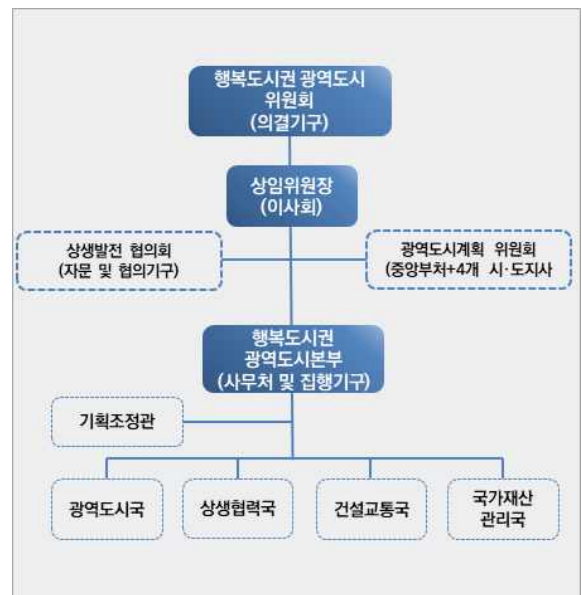 행복도시권 광역도시
위원회
(의결기구)
상임위원장
(이사회)
상생발전 협의회
(자문 및 협의기구)
광역도시계획 위원회
(중앙부처+4개 시·도지사
행복도시권
광역도시본부
(사무처 및 집행기구)
기획조정관
광역도시국
상생협력국
건설교통국
국가재산
관리국